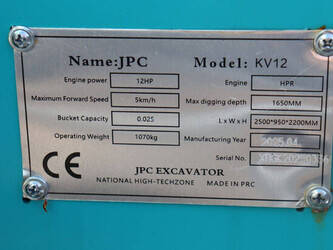 Name:JPC Model: KV12
Engine power 12HP Engine HPR
Maximum Forward Speed 5km/h Max digging depth 1650MM
Bucket Capacity 0.025 L x W x H 2500*950*2200MM
Operating Weight 1070kg Manufacturing Year 2025.04
Serial No.
CE
JPC EXCAVATOR
NATIONAL HIGH-TECHZONE MADE IN PRC